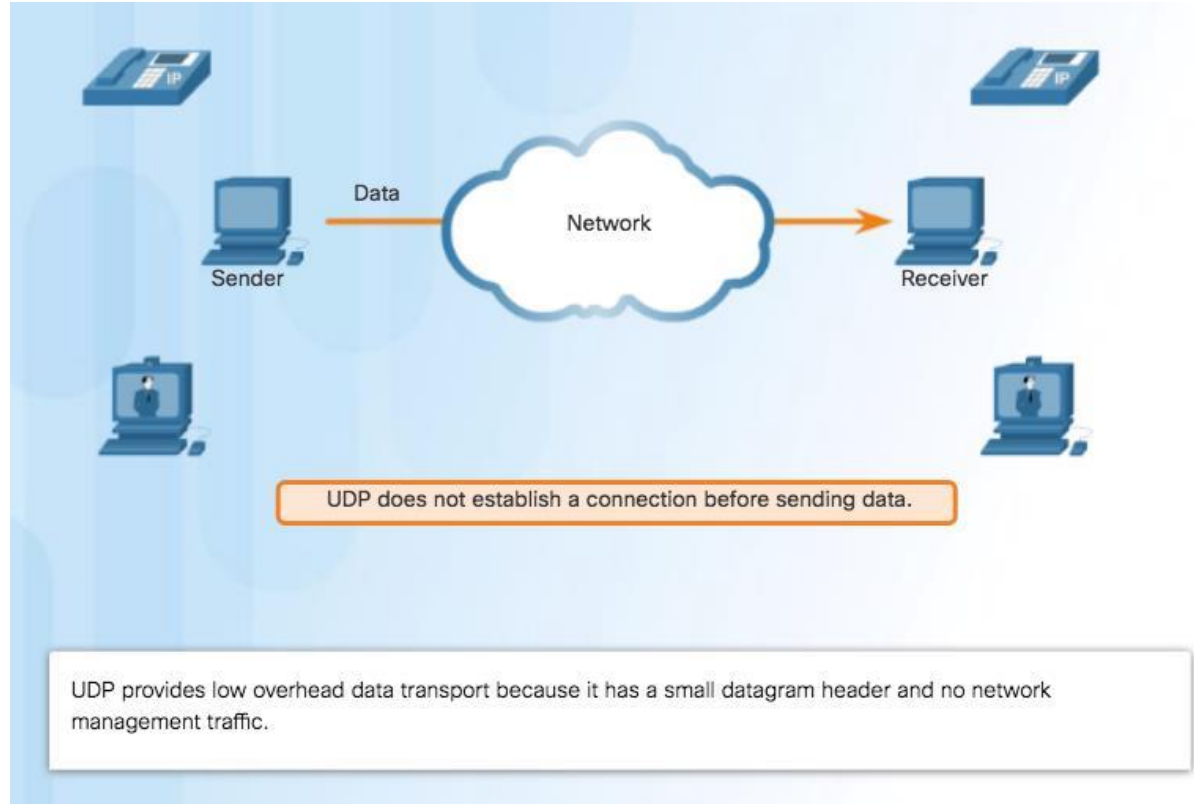 IP
IP
Data
Network
Sender
Receiver
UDP does not establish a connection before sending data.
UDP provides low overhead data transport because it has a small datagram header and no network
management traffic.